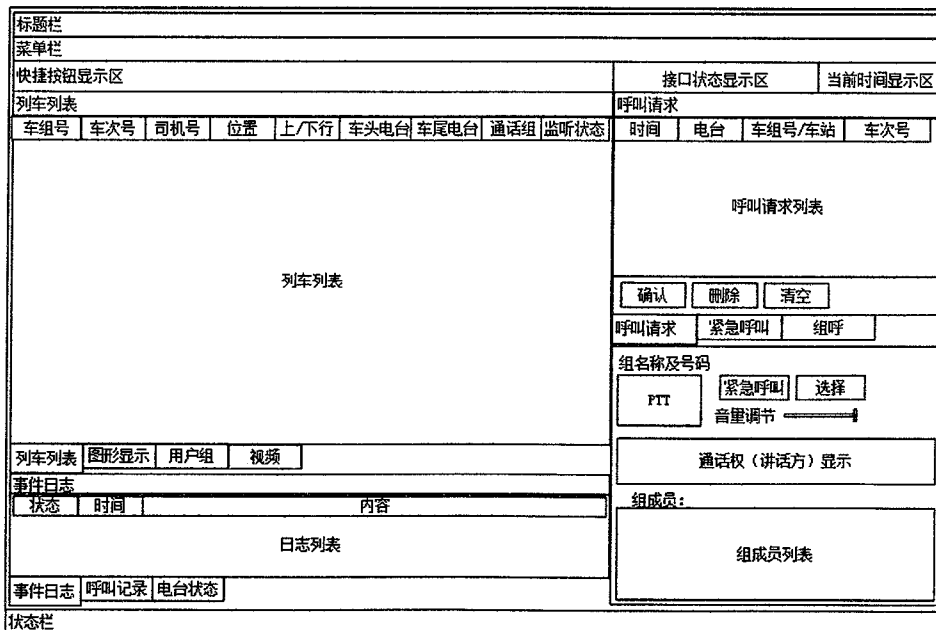 标题栏
菜单栏
快捷按钮显示区 接口状态显示区 当前时间显示区
列车列表 呼叫请求
车组号 车次号 司机号 位置 上/下行 车头电台 车尾电台 通话组 监听状态 时间 电台 车组号/车站 车次号
呼叫请求列表
列车列表
确认 删除 清空
呼叫请求 紧急呼叫 组呼
组名称及号码
PTT 紧急呼叫 选择
音量调节
列车列表 图形显示 用户组 视频 通话权（讲话方）显示
事件日志
状态 时间 内容 组成员：
日志列表 组成员列表
事件日志 呼叫记录 电台状态
状态栏